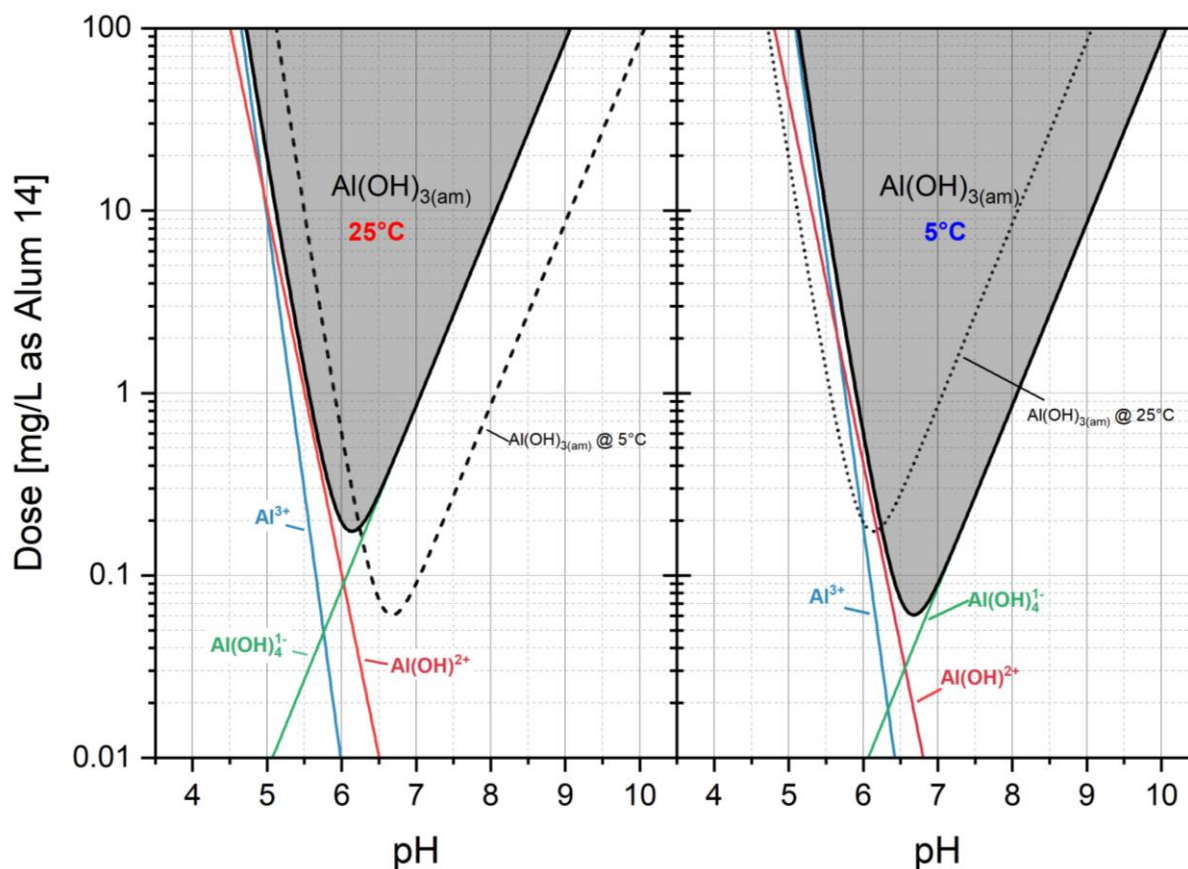 Dose [mg/L as Alum 14]
100
10
1
0.1
0.01
Al(OH)3(am)
25°C
Al(OH)3(am) @ 5°C
Al3+
Al(OH)41-
Al(OH)2+
4 5 6 7 8 9 10
pH
Al(OH)3(am)
5°C
Al(OH)3(am) @ 25°C
Al3+
Al(OH)41-
Al(OH)2+
4 5 6 7 8 9 10
pH